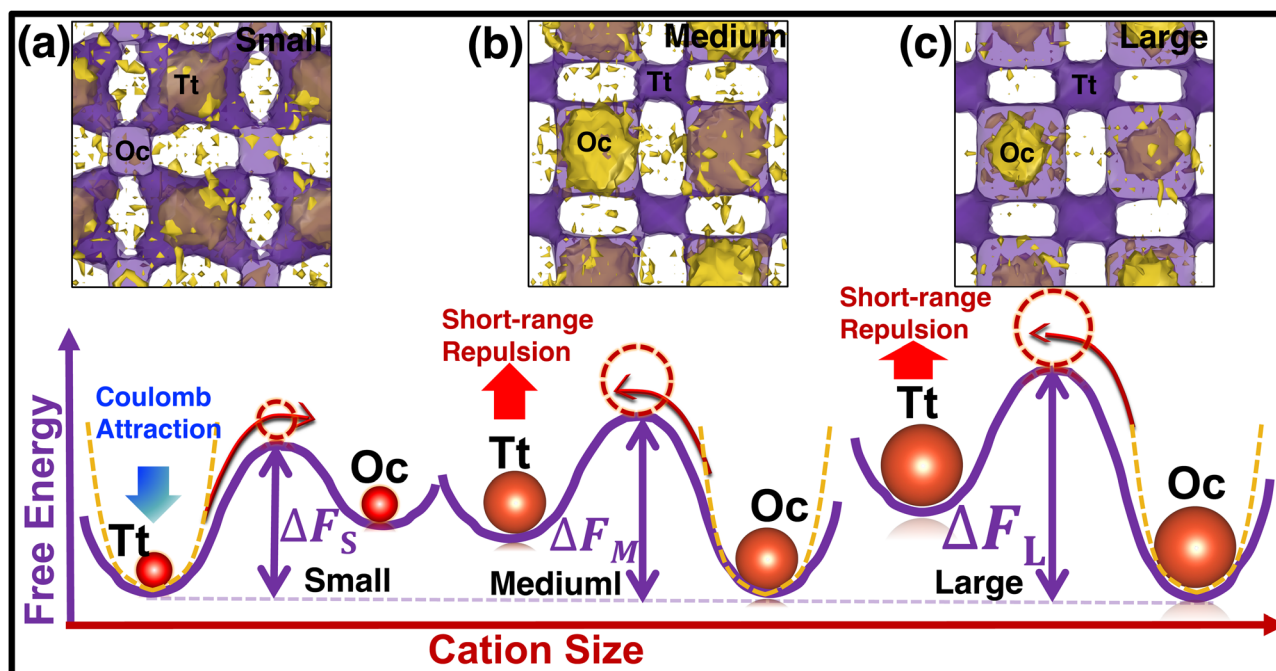 (a)
Small
Tt
Oc
(b)
Medium
Tt
Oc
(c)
Large
Tt
Oc
Free Energy
Coulomb
Attraction
Tt
ΔF_S
Oc
Small
Short-range
Repulsion
Tt
ΔF_M
Oc
Mediuml
Short-range
Repulsion
Tt
ΔF_L
Oc
Large
Cation Size